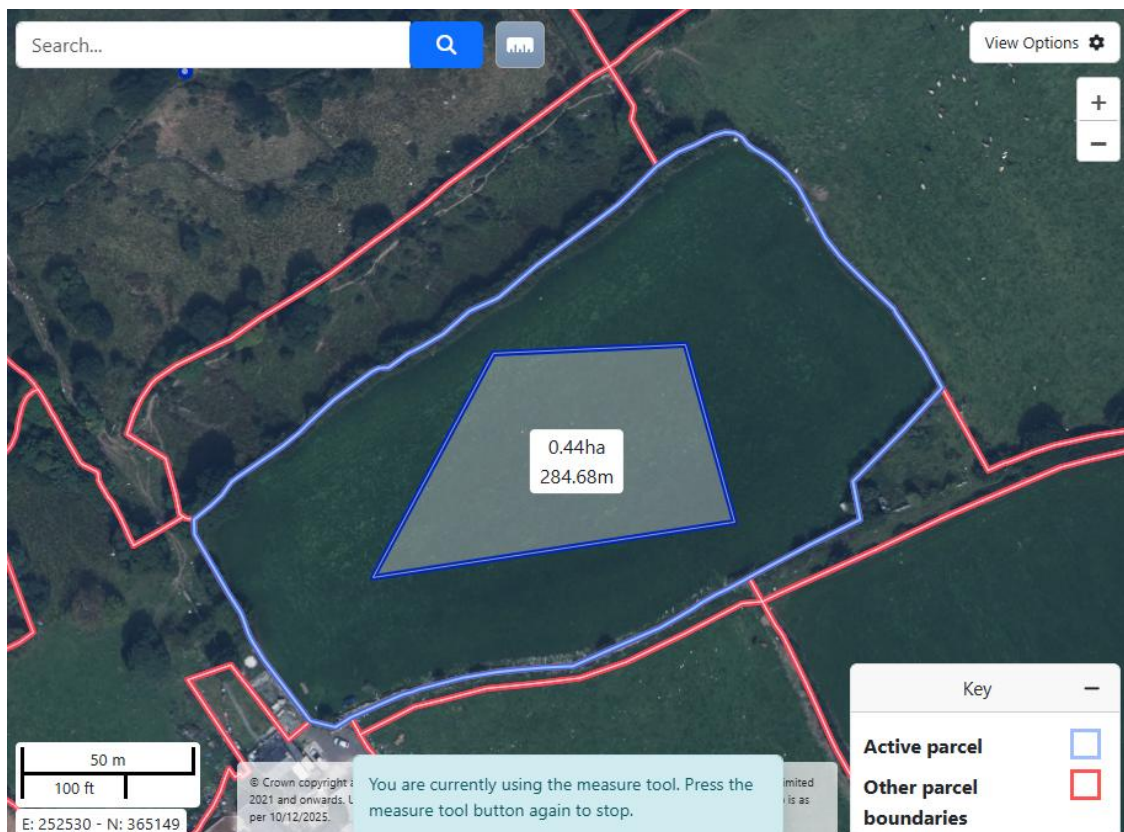 Search...
View Options
+
−
0.44ha
284.68m
Key −
Active parcel
Other parcel
boundaries
50 m
100 ft
© Crown copyright a
2021 and onwards. U
per 10/12/2025.
You are currently using the measure tool. Press the
measure tool button again to stop.
imited
is as
E: 252530 - N: 365149